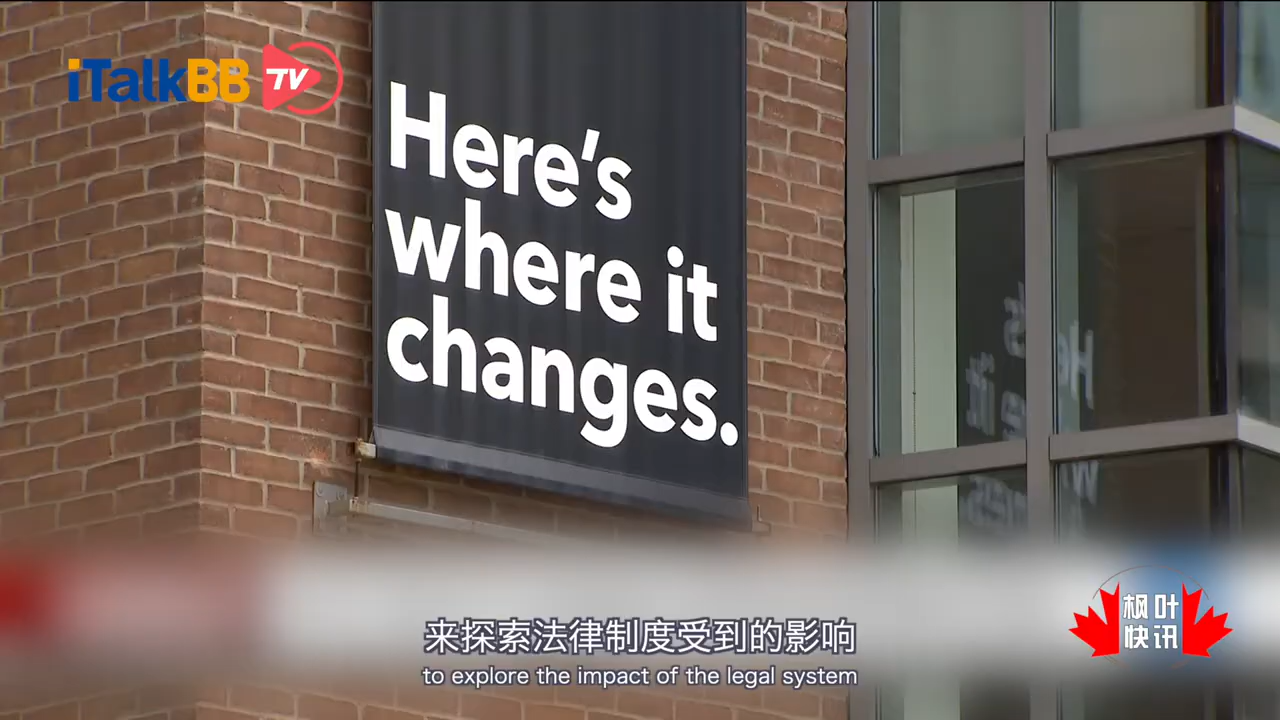 iTalkBB TV
Here's
where it
changes.
枫叶
快讯
来探索法律制度受到的影响
to explore the impact of the legal system